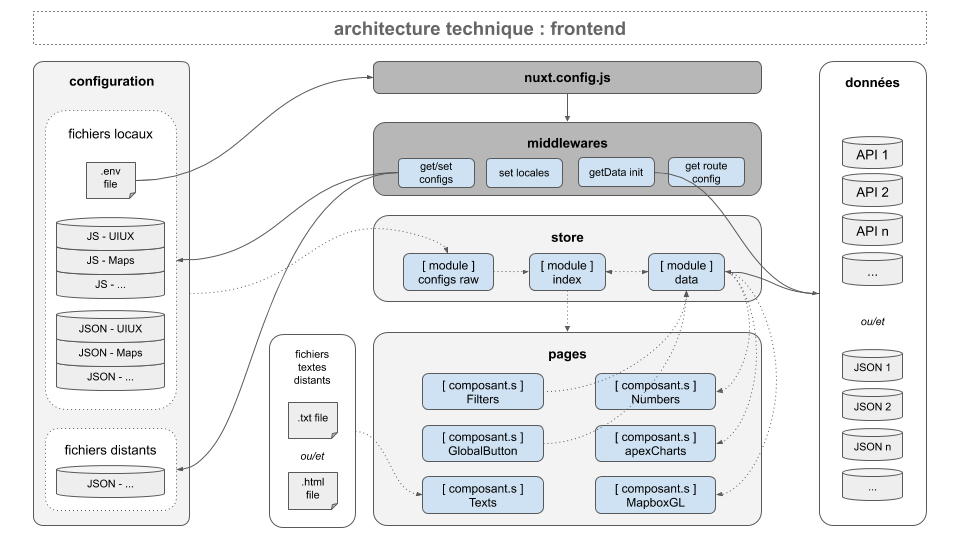 architecture technique : frontend
configuration
fichiers locaux
.env
file
JS - UIUX
JS - Maps
JS - ...
JSON - UIUX
JSON - Maps
JSON - ...
fichiers distants
JSON - ...
nuxt.config.js
middlewares
get/set
configs
set locales
getData init
get route
config
store
[ module ]
configs raw
[ module ]
index
[ module ]
data
fichiers
textes
distants
.txt file
ou/et
.html
file
pages
[ composant.s ]
Filters
[ composant.s ]
Numbers
[ composant.s ]
GlobalButton
[ composant.s ]
apexCharts
[ composant.s ]
Texts
[ composant.s ]
MapboxGL
données
API 1
API 2
API n
...
ou/et
JSON 1
JSON 2
JSON n
...